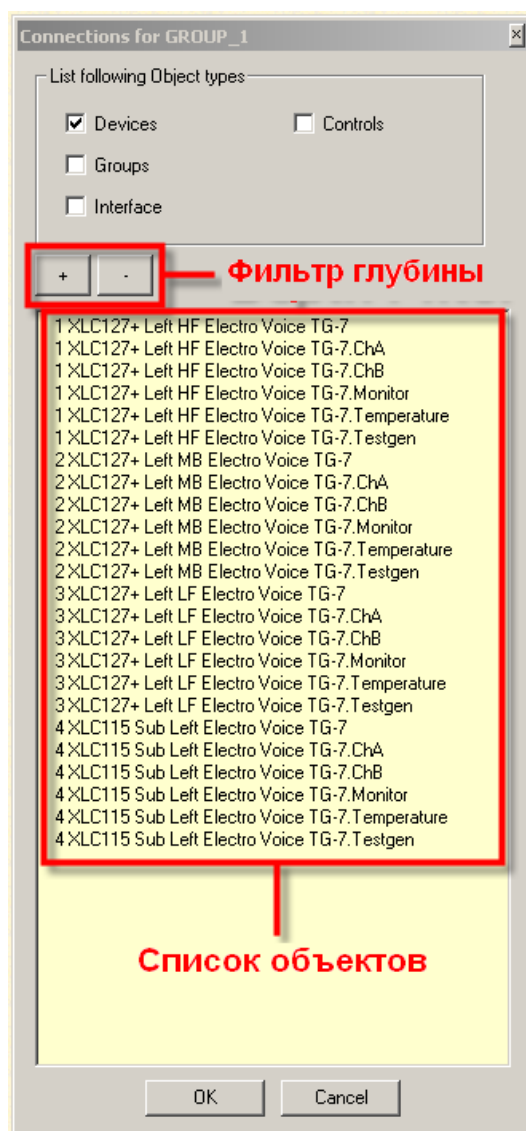 Connections for GROUP_1
List following Object types
Devices
Controls
Groups
Interface
+ -
Фильтр глубины
1 XLC127+ Left HF Electro Voice TG-7
1 XLC127+ Left HF Electro Voice TG-7.ChA
1 XLC127+ Left HF Electro Voice TG-7.ChB
1 XLC127+ Left HF Electro Voice TG-7.Monitor
1 XLC127+ Left HF Electro Voice TG-7.Temperature
1 XLC127+ Left HF Electro Voice TG-7.Testgen
2 XLC127+ Left MB Electro Voice TG-7
2 XLC127+ Left MB Electro Voice TG-7.ChA
2 XLC127+ Left MB Electro Voice TG-7.ChB
2 XLC127+ Left MB Electro Voice TG-7.Monitor
2 XLC127+ Left MB Electro Voice TG-7.Temperature
2 XLC127+ Left MB Electro Voice TG-7.Testgen
3 XLC127+ Left LF Electro Voice TG-7
3 XLC127+ Left LF Electro Voice TG-7.ChA
3 XLC127+ Left LF Electro Voice TG-7.ChB
3 XLC127+ Left LF Electro Voice TG-7.Monitor
3 XLC127+ Left LF Electro Voice TG-7.Temperature
3 XLC127+ Left LF Electro Voice TG-7.Testgen
4 XLC115 Sub Left Electro Voice TG-7
4 XLC115 Sub Left Electro Voice TG-7.ChA
4 XLC115 Sub Left Electro Voice TG-7.ChB
4 XLC115 Sub Left Electro Voice TG-7.Monitor
4 XLC115 Sub Left Electro Voice TG-7.Temperature
4 XLC115 Sub Left Electro Voice TG-7.Testgen
Список объектов
OK Cancel